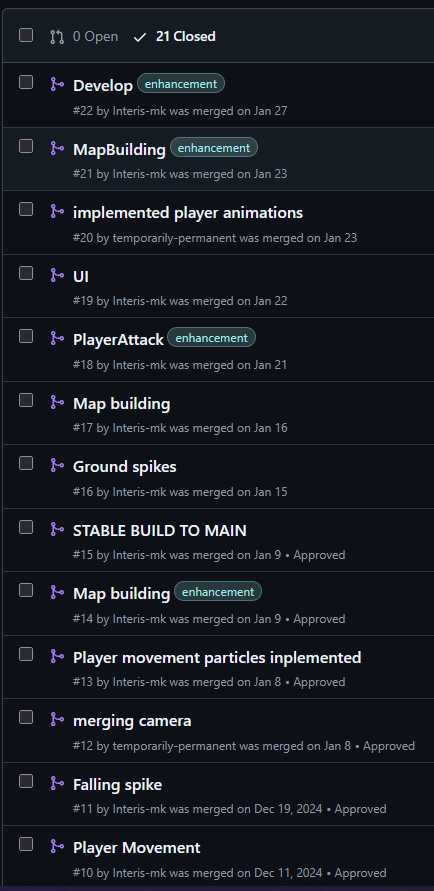 0 Open 21 Closed
Develop enhancement
#22 by Interis-mk was merged on Jan 27
MapBuilding enhancement
#21 by Interis-mk was merged on Jan 23
implemented player animations
#20 by temporarily-permanent was merged on Jan 23
UI
#19 by Interis-mk was merged on Jan 22
PlayerAttack enhancement
#18 by Interis-mk was merged on Jan 21
Map building
#17 by Interis-mk was merged on Jan 16
Ground spikes
#16 by Interis-mk was merged on Jan 15
STABLE BUILD TO MAIN
#15 by Interis-mk was merged on Jan 9 • Approved
Map building enhancement
#14 by Interis-mk was merged on Jan 9 • Approved
Player movement particles inplemented
#13 by Interis-mk was merged on Jan 8 • Approved
merging camera
#12 by temporarily-permanent was merged on Jan 8 • Approved
Falling spike
#11 by Interis-mk was merged on Dec 19, 2024 • Approved
Player Movement
#10 by Interis-mk was merged on Dec 11, 2024 • Approved